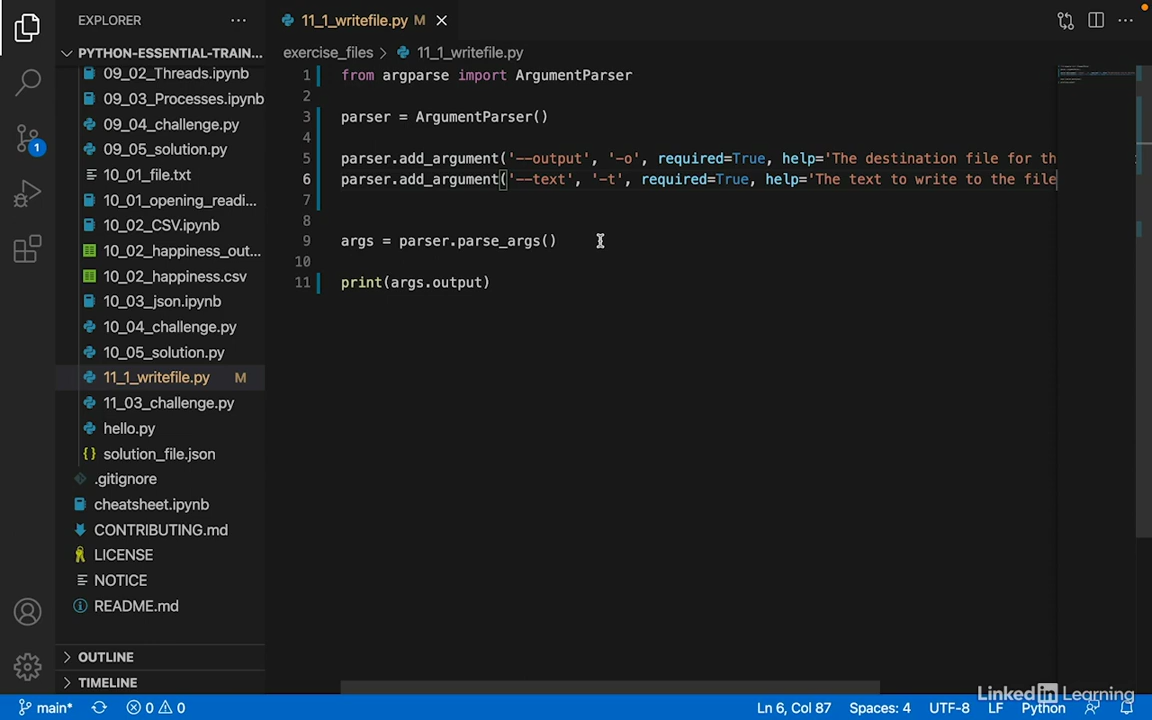 EXPLORER
11_1_writefile.py M
PYTHON-ESSENTIAL-TRAIN...
exercise_files > 11_1_writefile.py
09_02_Threads.ipynb
09_03_Processes.ipynb
09_04_challenge.py
09_05_solution.py
10_01_file.txt
10_01_opening_readi...
10_02_CSV.ipynb
10_02_happiness_out...
10_02_happiness.csv
10_03_json.ipynb
10_04_challenge.py
10_05_solution.py
11_1_writefile.py M
11_03_challenge.py
hello.py
{} solution_file.json
.gitignore
cheatsheet.ipynb
CONTRIBUTING.md
LICENSE
NOTICE
README.md
OUTLINE
TIMELINE
1 from argparse import ArgumentParser
2
3 parser = ArgumentParser()
4
5 parser.add_argument('--output', '-o', required=True, help='The destination file for th
6 parser.add_argument('--text', '-t', required=True, help='The text to write to the file
7
8
9 args = parser.parse_args()
10
11 print(args.output)
1
LinkedIn Learning
main* 0 0 Ln 6, Col 87 Spaces: 4 UTF-8 LF Python